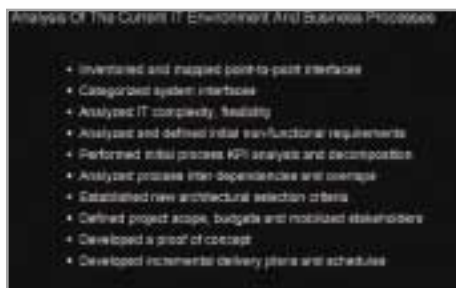 Analysis Of The Current IT Environment And Business Processes
• Inventoried and mapped point-to-point interfaces
• Categorized system interfaces
• Analyzed IT complexity, flexibility
• Analyzed and defined initial non-functional requirements
• Performed initial process KPI analysis and decomposition
• Analyzed process inter dependencies and overlaps
• Established new architectural selection criteria
• Defined project scope, budgets and mobilized stakeholders
• Developed a proof of concept
• Developed incremental delivery plans and schedules